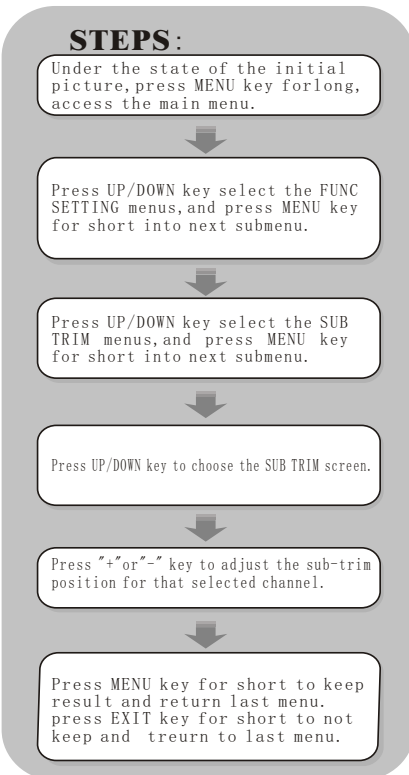 STEPS:
Under the state of the initial
picture,press MENU key forlong,
access the main menu.
Press UP/DOWN key select the FUNC
SETTING menus,and press MENU key
for short into next submenu.
Press UP/DOWN key select the SUB
TRIM menus,and press MENU key
for short into next submenu.
Press UP/DOWN key to choose the SUB TRIM screen.
Press "+"or"-" key to adjust the sub-trim
position for that selected channel.
Press MENU key for short to keep
result and return last menu.
press EXIT key for short to not
keep and treurn to last menu.